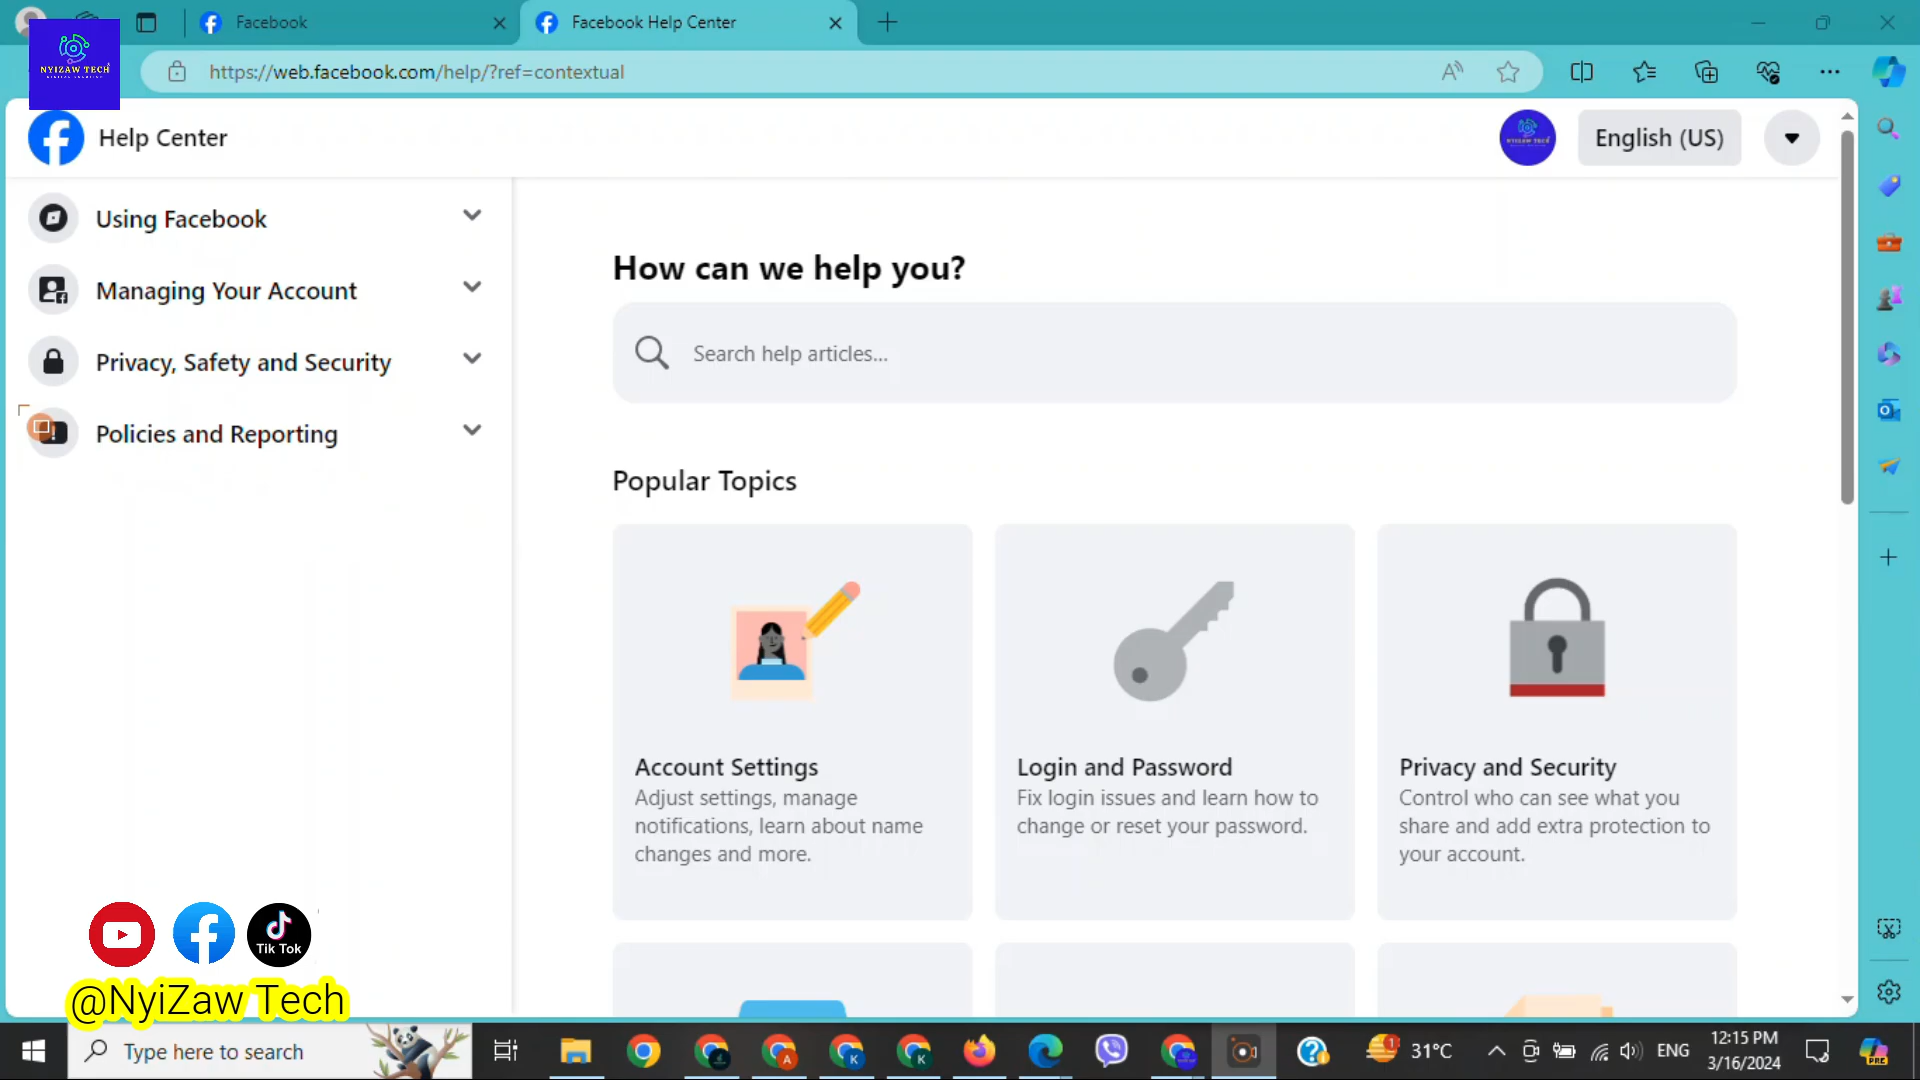 Facebook
Facebook Help Center
NYIZAW TECH
https://web.facebook.com/help/?ref=contextual
Help Center
English (US)
Using Facebook
Managing Your Account
Privacy, Safety and Security
Policies and Reporting
How can we help you?
Search help articles...
Popular Topics
Account Settings
Adjust settings, manage
notifications, learn about name
changes and more.
Login and Password
Fix login issues and learn how to
change or reset your password.
Privacy and Security
Control who can see what you
share and add extra protection to
your account.
Tik Tok
@NyiZaw Tech
Type here to search
A
K
K
1
31°C
ENG
12:15 PM
3/16/2024
PRE